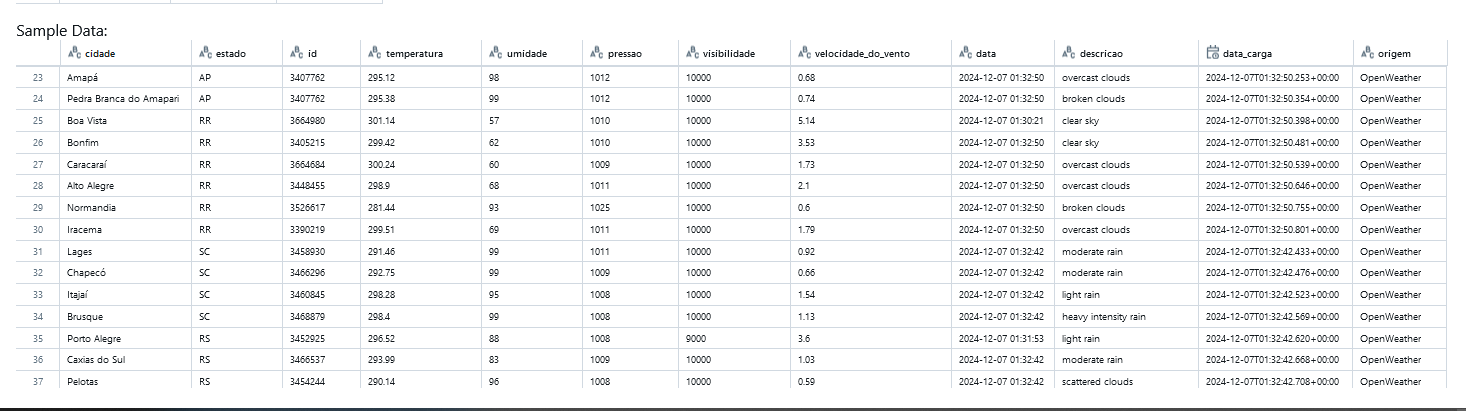 Sample Data:
cidade estado id temperatura umidade pressao visibilidade velocidade_do_vento data descricao data_carga origem
23 Amapá AP 3407762 295.12 98 1012 10000 0.68 2024-12-07 01:32:50 overcast clouds 2024-12-07T01:32:50.253+00:00 OpenWeather
24 Pedra Branca do Amapari AP 3407762 295.38 99 1012 10000 0.74 2024-12-07 01:32:50 broken clouds 2024-12-07T01:32:50.354+00:00 OpenWeather
25 Boa Vista RR 3664980 301.14 57 1010 10000 5.14 2024-12-07 01:30:21 clear sky 2024-12-07T01:32:50.398+00:00 OpenWeather
26 Bonfim RR 3405215 299.42 62 1010 10000 3.53 2024-12-07 01:32:50 clear sky 2024-12-07T01:32:50.481+00:00 OpenWeather
27 Caracaraí RR 3664684 300.24 60 1009 10000 1.73 2024-12-07 01:32:50 overcast clouds 2024-12-07T01:32:50.539+00:00 OpenWeather
28 Alto Alegre RR 3448455 298.9 68 1011 10000 2.1 2024-12-07 01:32:50 overcast clouds 2024-12-07T01:32:50.646+00:00 OpenWeather
29 Normandia RR 3526617 281.44 93 1025 10000 0.6 2024-12-07 01:32:50 broken clouds 2024-12-07T01:32:50.755+00:00 OpenWeather
30 Iracema RR 3390219 299.51 69 1011 10000 1.79 2024-12-07 01:32:50 overcast clouds 2024-12-07T01:32:50.801+00:00 OpenWeather
31 Lages SC 3458930 291.46 99 1011 10000 0.92 2024-12-07 01:32:42 moderate rain 2024-12-07T01:32:42.433+00:00 OpenWeather
32 Chapecó SC 3466296 292.75 99 1009 10000 0.66 2024-12-07 01:32:42 moderate rain 2024-12-07T01:32:42.476+00:00 OpenWeather
33 Itajaí SC 3460845 298.28 95 1008 10000 1.54 2024-12-07 01:32:42 light rain 2024-12-07T01:32:42.523+00:00 OpenWeather
34 Brusque SC 3468879 298.4 99 1008 10000 1.13 2024-12-07 01:32:42 heavy intensity rain 2024-12-07T01:32:42.569+00:00 OpenWeather
35 Porto Alegre RS 3452925 296.52 88 1008 9000 3.6 2024-12-07 01:31:53 light rain 2024-12-07T01:32:42.620+00:00 OpenWeather
36 Caxias do Sul RS 3466537 293.99 83 1009 10000 1.03 2024-12-07 01:32:42 moderate rain 2024-12-07T01:32:42.668+00:00 OpenWeather
37 Pelotas RS 3454244 290.14 96 1008 10000 0.59 2024-12-07 01:32:42 scattered clouds 2024-12-07T01:32:42.708+00:00 OpenWeather